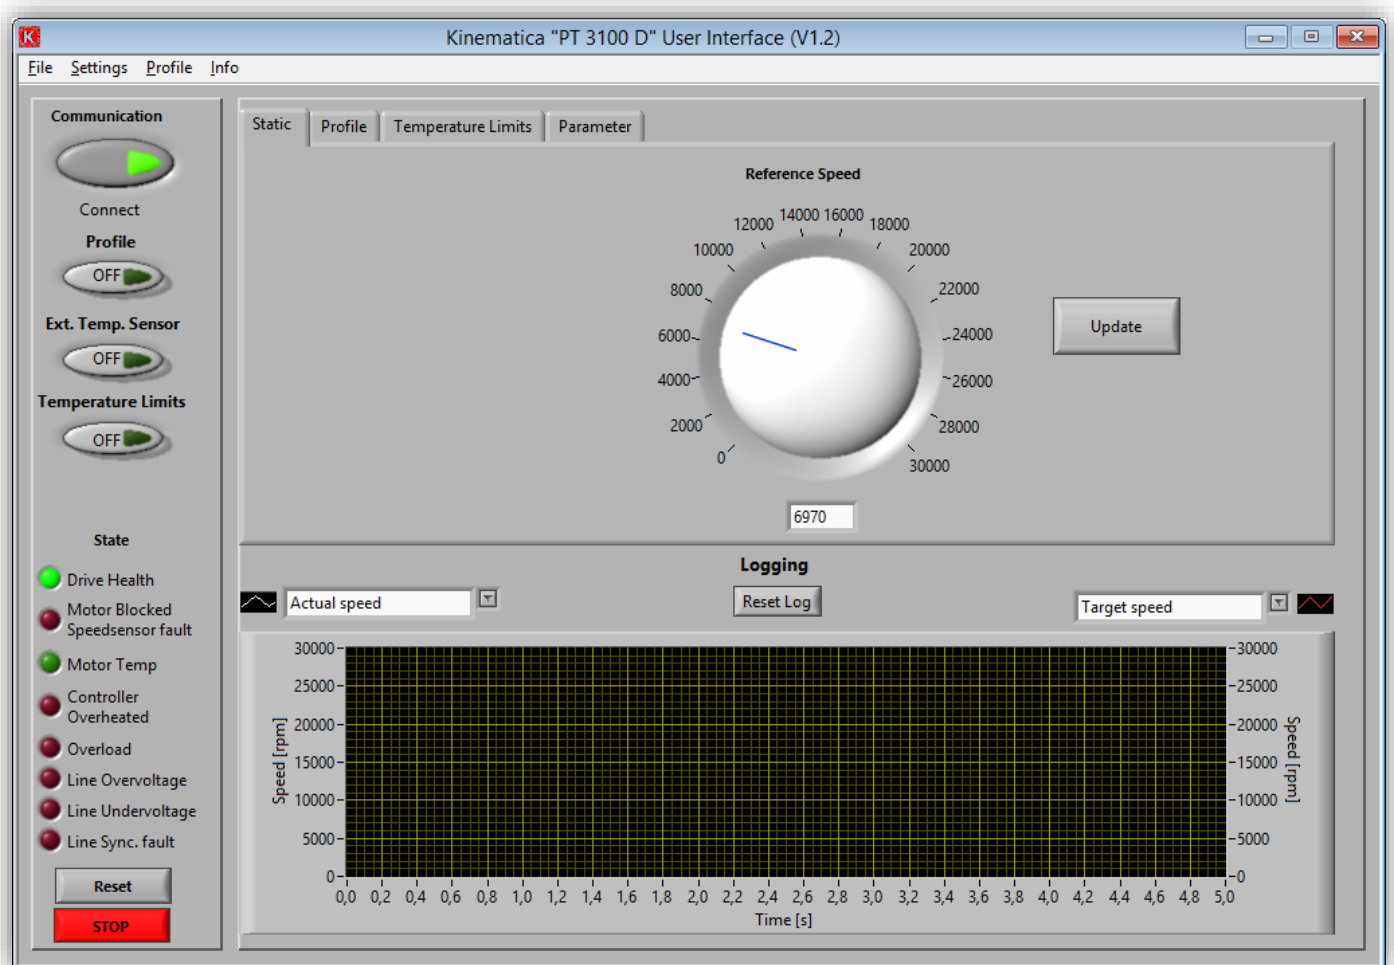 K
Kinematica "PT 3100 D" User Interface (V1.2)
File Settings Profile Info
Communication
Connect
Profile
OFF
Ext. Temp. Sensor
OFF
Temperature Limits
OFF
State
Drive Health
Motor Blocked
Speedsensor fault
Motor Temp
Controller
Overheated
Overload
Line Overvoltage
Line Undervoltage
Line Sync. fault
Reset
STOP
Static Profile Temperature Limits Parameter
Reference Speed
0
2000
4000
6000
8000
10000
12000
14000
16000
18000
20000
22000
24000
26000
28000
30000
6970
Update
Logging
Actual speed
Reset Log
Target speed
Speed [rpm]
30000
25000
20000
15000
10000
5000
0
30000
25000
20000
15000
10000
5000
0
Speed [rpm]
0,0 0,2 0,4 0,6 0,8 1,0 1,2 1,4 1,6 1,8 2,0 2,2 2,4 2,6 2,8 3,0 3,2 3,4 3,6 3,8 4,0 4,2 4,4 4,6 4,8 5,0
Time [s]